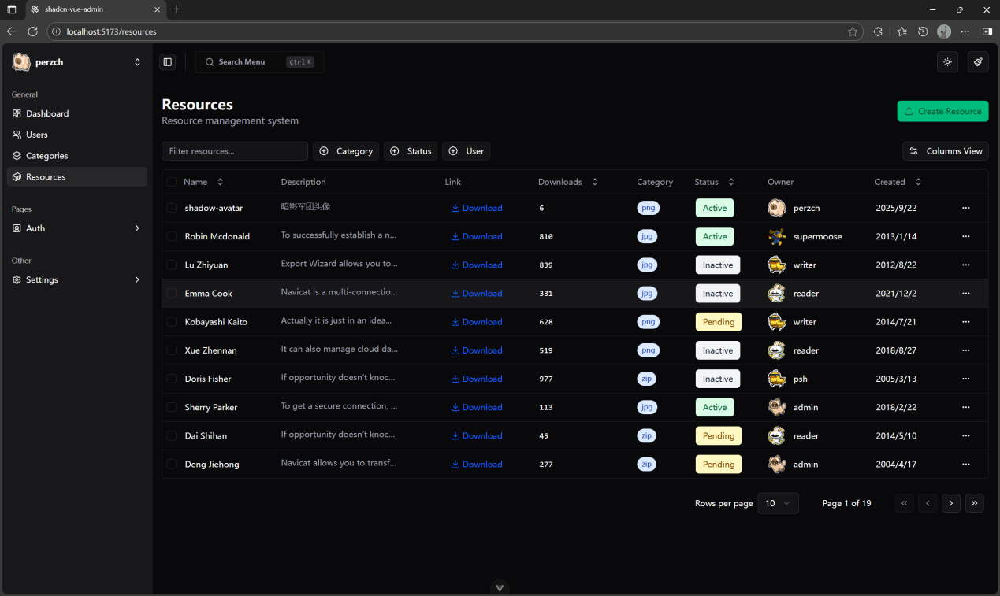 shadcn-vue-admin
localhost:5173/resources
perzch
Search Menu Ctrl K
General
Dashboard
Users
Categories
Resources
Pages
Auth
Other
Settings
Resources
Resource management system
Create Resource
Filter resources... Category Status User Columns View
Name Description Link Downloads Category Status Owner Created
shadow-avatar 暗影军团头像 Download 6 png Active perzch 2025/9/22
Robin Mcdonald To successfully establish a n... Download 810 jpg Active supermoose 2013/1/14
Lu Zhiyuan Export Wizard allows you to... Download 839 jpg Inactive writer 2012/8/22
Emma Cook Navicat is a multi-connectio... Download 331 jpg Inactive reader 2021/12/2
Kobayashi Kaito Actually it is just in an idea... Download 628 png Pending writer 2014/7/21
Xue Zhennan It can also manage cloud da... Download 519 png Inactive reader 2018/8/27
Doris Fisher If opportunity doesn't knoc... Download 977 zip Inactive psh 2005/3/13
Sherry Parker To get a secure connection, ... Download 113 jpg Active admin 2018/2/22
Dai Shihan If opportunity doesn't knoc... Download 45 zip Pending reader 2014/5/10
Deng Jiehong Navicat allows you to transf... Download 277 zip Pending admin 2004/4/17
Rows per page 10 Page 1 of 19